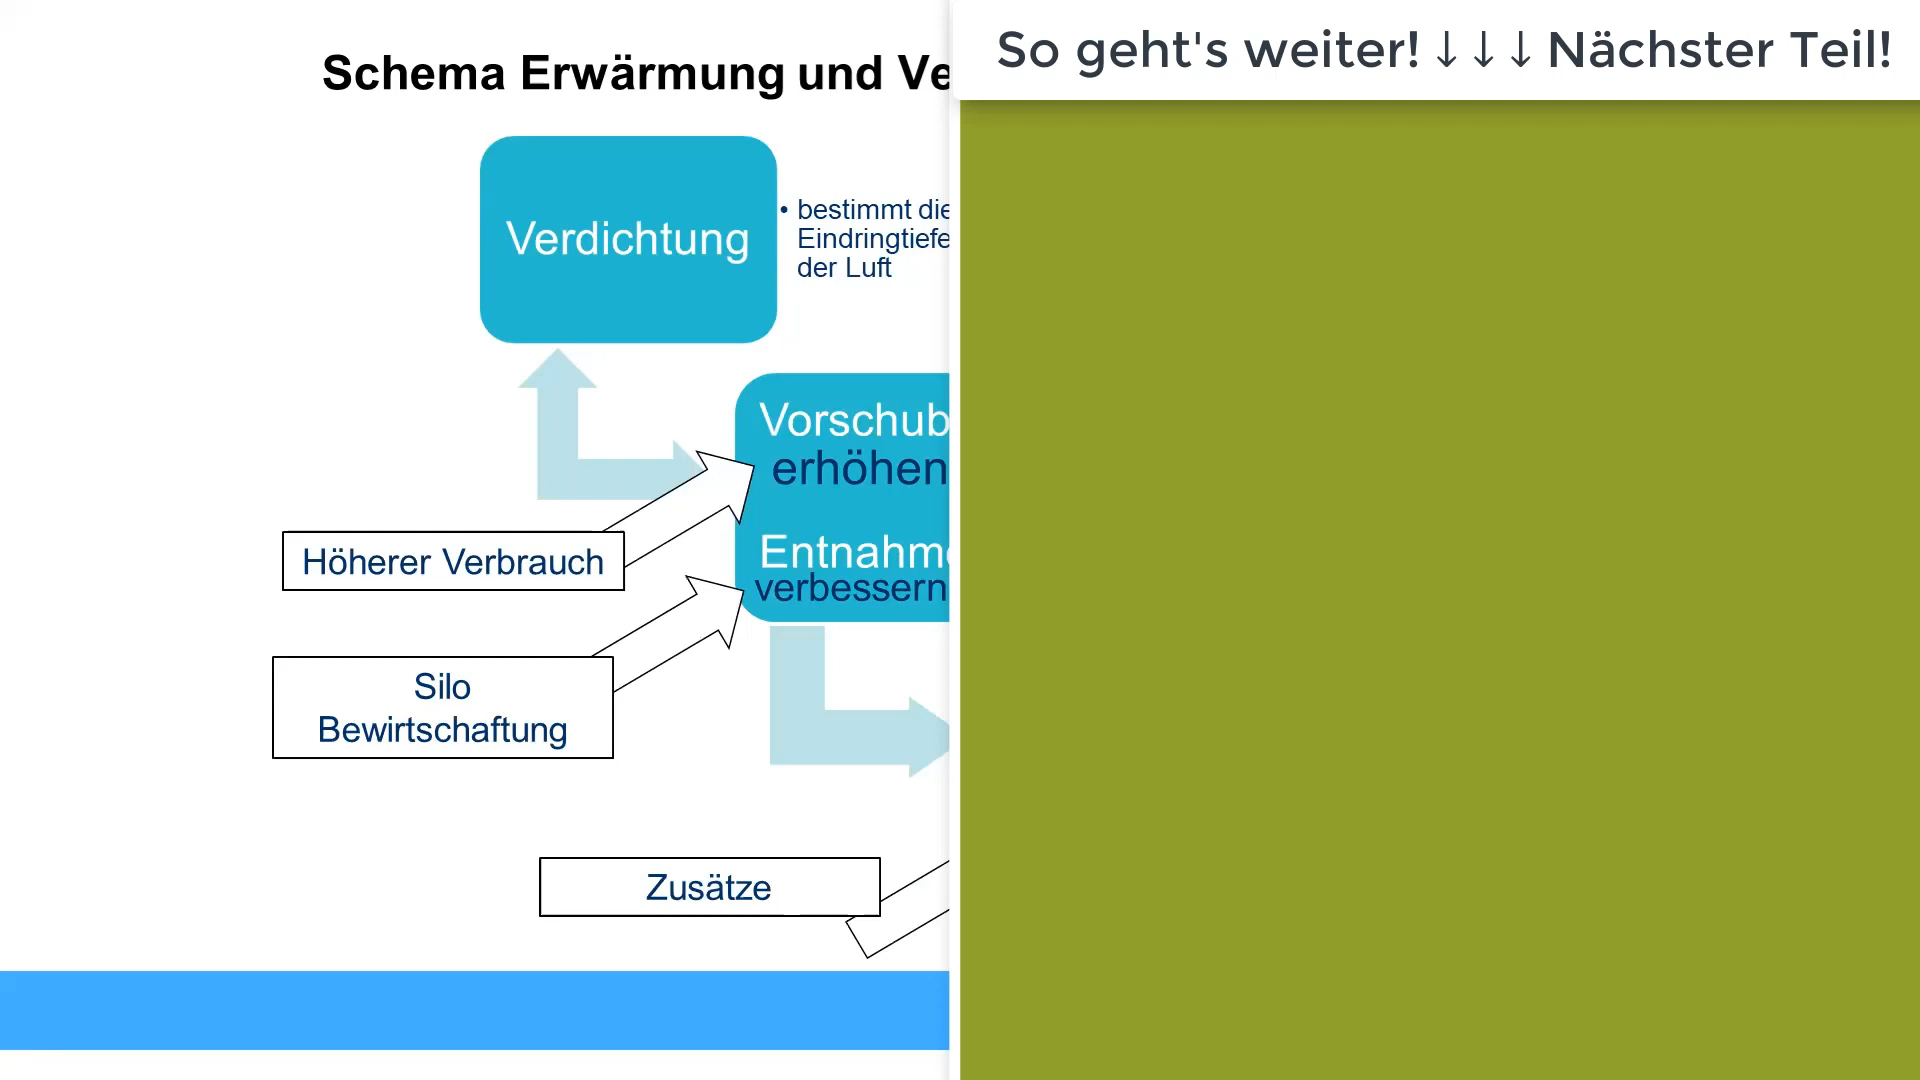 Schema Erwärmung und Ve
So geht's weiter! ↓ ↓ ↓ Nächster Teil!
Verdichtung
• bestimmt die
Eindringtiefe
der Luft
Vorschub
erhöhen
Entnahme
verbessern
Höherer Verbrauch
Silo
Bewirtschaftung
Zusätze